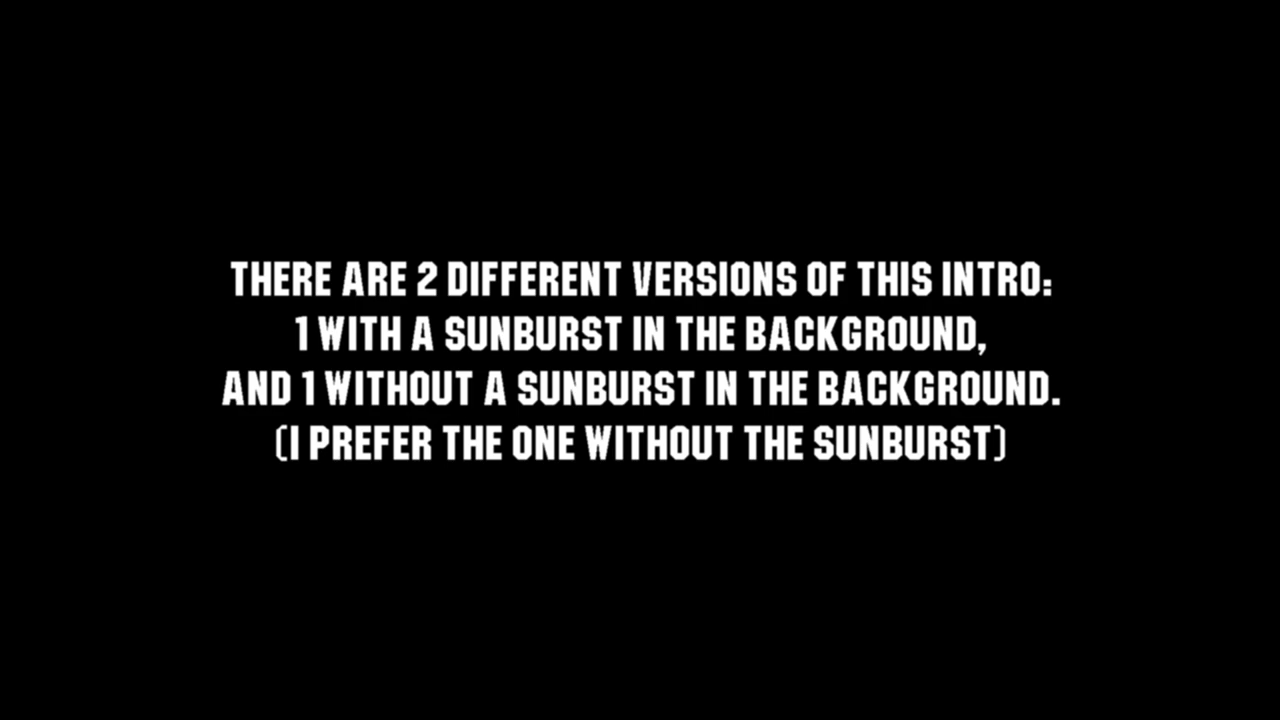 THERE ARE 2 DIFFERENT VERSIONS OF THIS INTRO:
1 WITH A SUNBURST IN THE BACKGROUND,
AND 1 WITHOUT A SUNBURST IN THE BACKGROUND.
(I PREFER THE ONE WITHOUT THE SUNBURST)